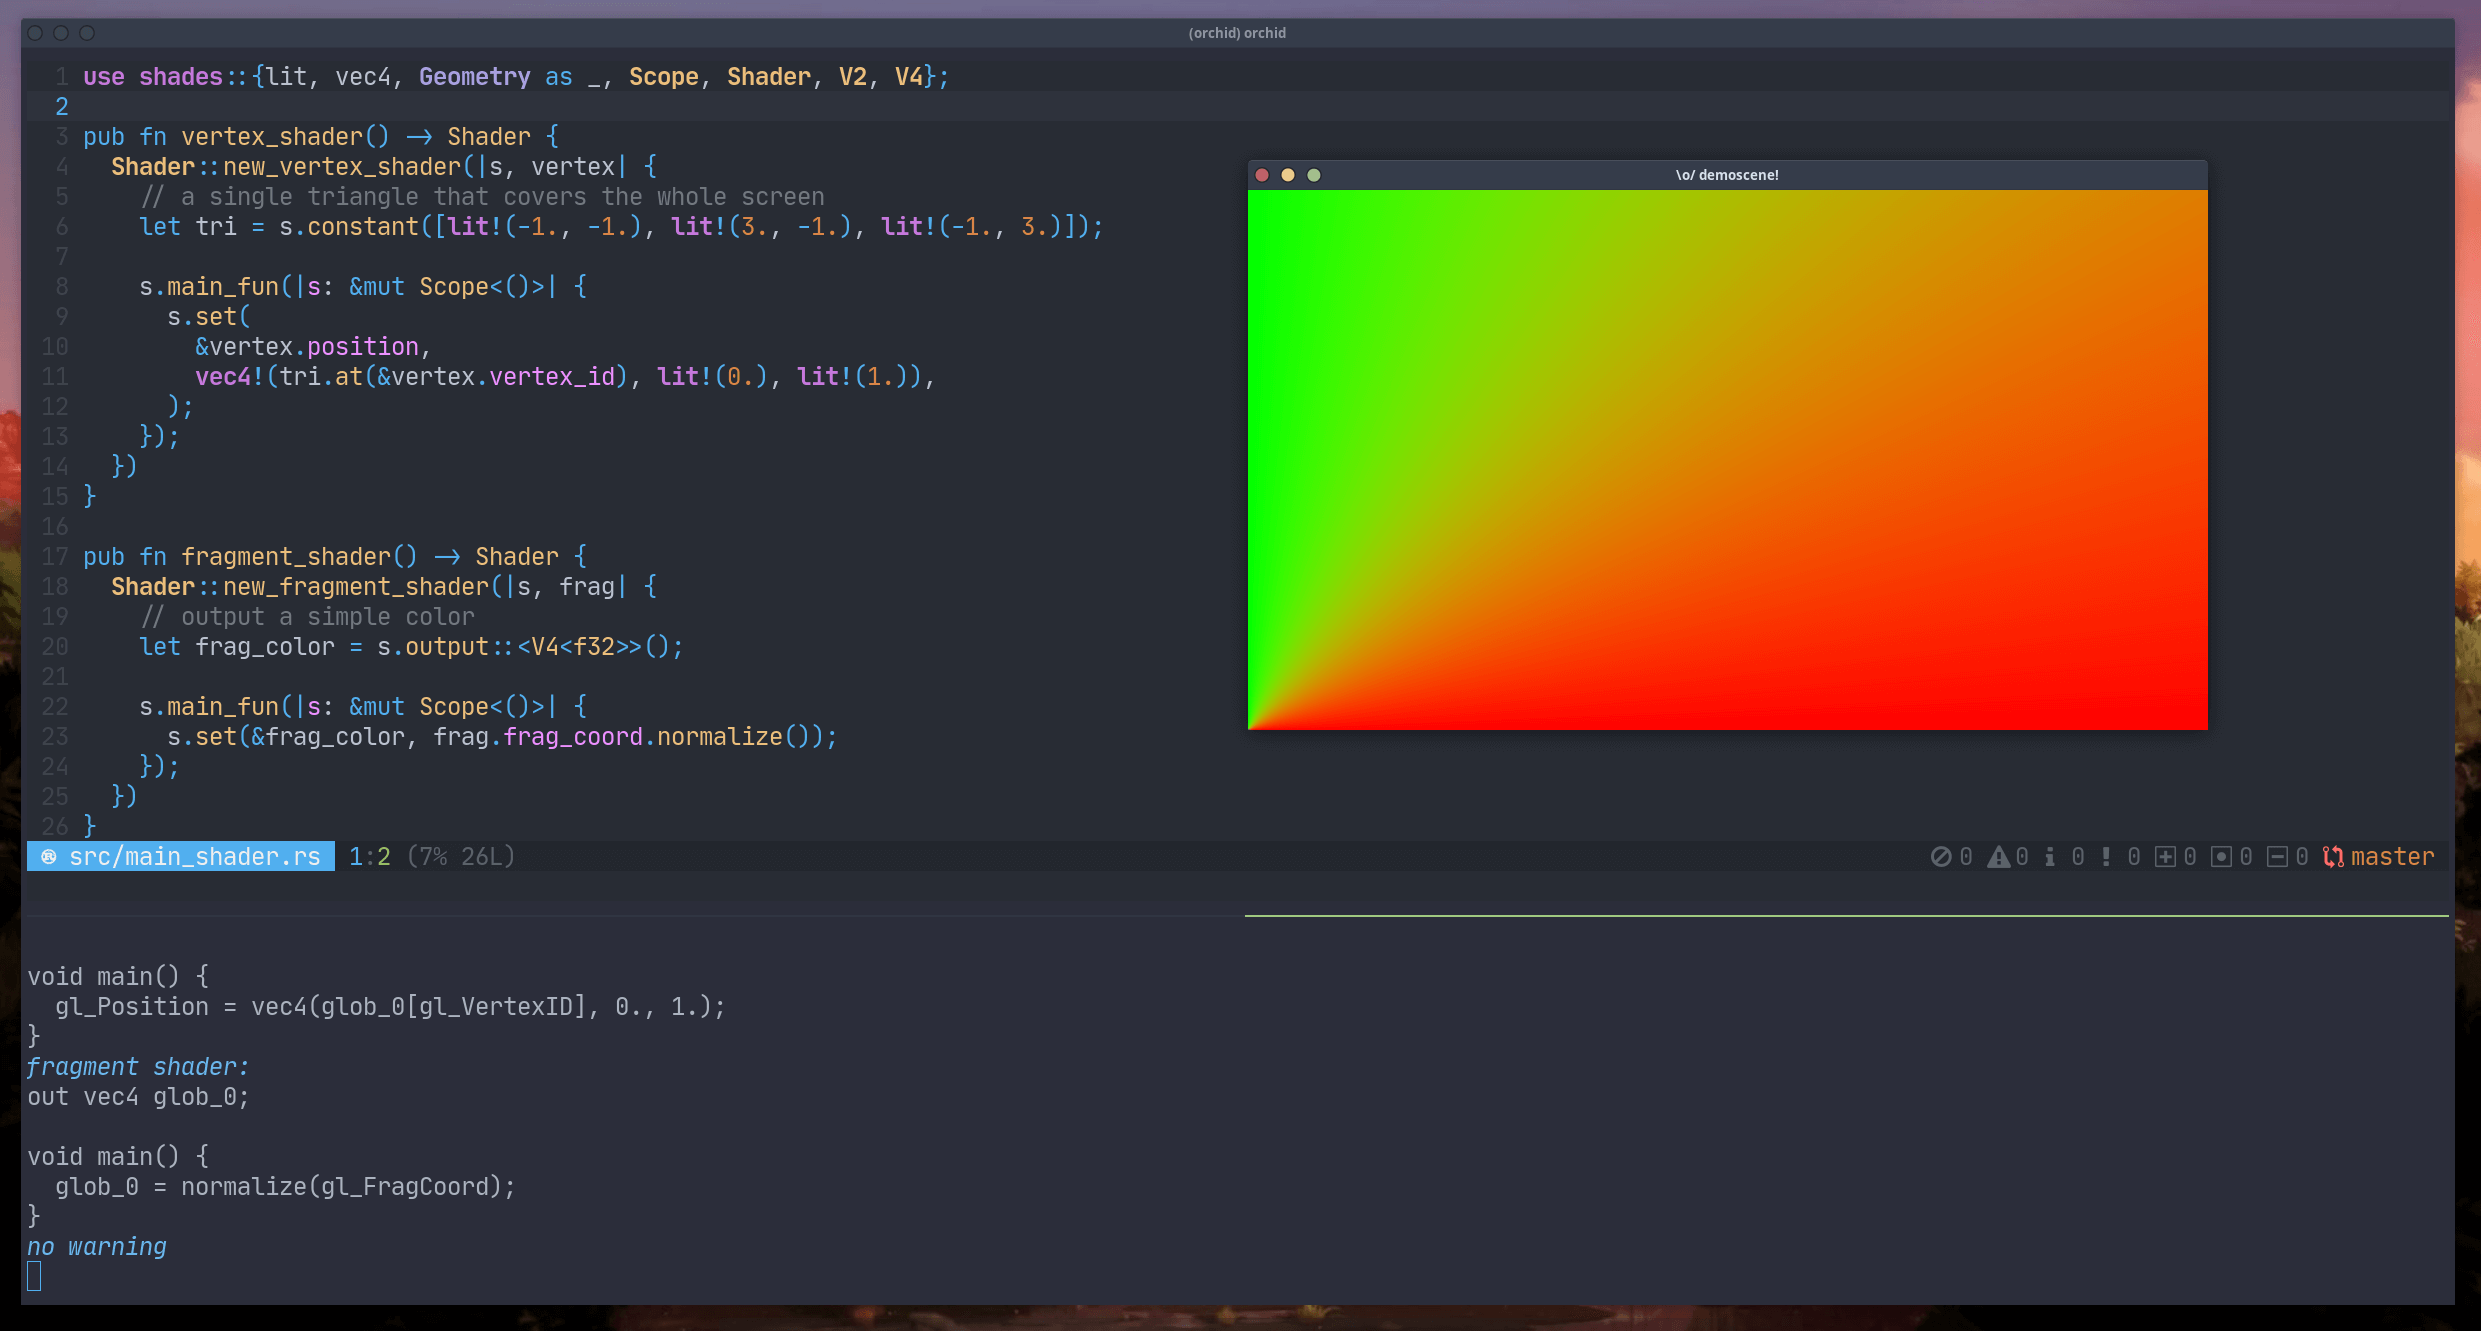 (orchid) orchid
1 use shades::{lit, vec4, Geometry as _, Scope, Shader, V2, V4};
2
3 pub fn vertex_shader() -> Shader {
4   Shader::new_vertex_shader(|s, vertex| {
5     // a single triangle that covers the whole screen
6     let tri = s.constant([lit!(-1., -1.), lit!(3., -1.), lit!(-1., 3.)]);
7
8     s.main_fun(|s: &mut Scope<()>| {
9       s.set(
10         &vertex.position,
11         vec4!(tri.at(&vertex.vertex_id), lit!(0.), lit!(1.)),
12       );
13     });
14   })
15 }
16
17 pub fn fragment_shader() -> Shader {
18   Shader::new_fragment_shader(|s, frag| {
19     // output a simple color
20     let frag_color = s.output::<V4<f32>>();
21
22     s.main_fun(|s: &mut Scope<()>| {
23       s.set(&frag_color, frag.frag_coord.normalize());
24     });
25   })
26 }
\o/ demoscene!
src/main_shader.rs 1:2 (7% 26L) 0 0 0 ! 0 0 0 0 master
void main() {
  gl_Position = vec4(glob_0[gl_VertexID], 0., 1.);
}
fragment shader:
out vec4 glob_0;
void main() {
  glob_0 = normalize(gl_FragCoord);
}
no warning